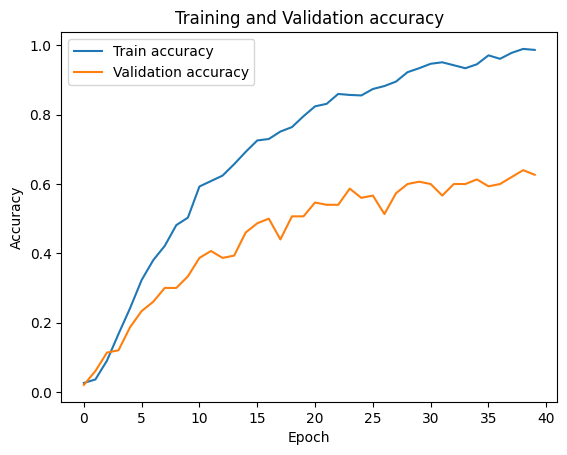 Training and Validation accuracy
Train accuracy
Validation accuracy
1.0
0.8
0.6
0.4
0.2
0.0
Accuracy
0 5 10 15 20 25 30 35 40
Epoch